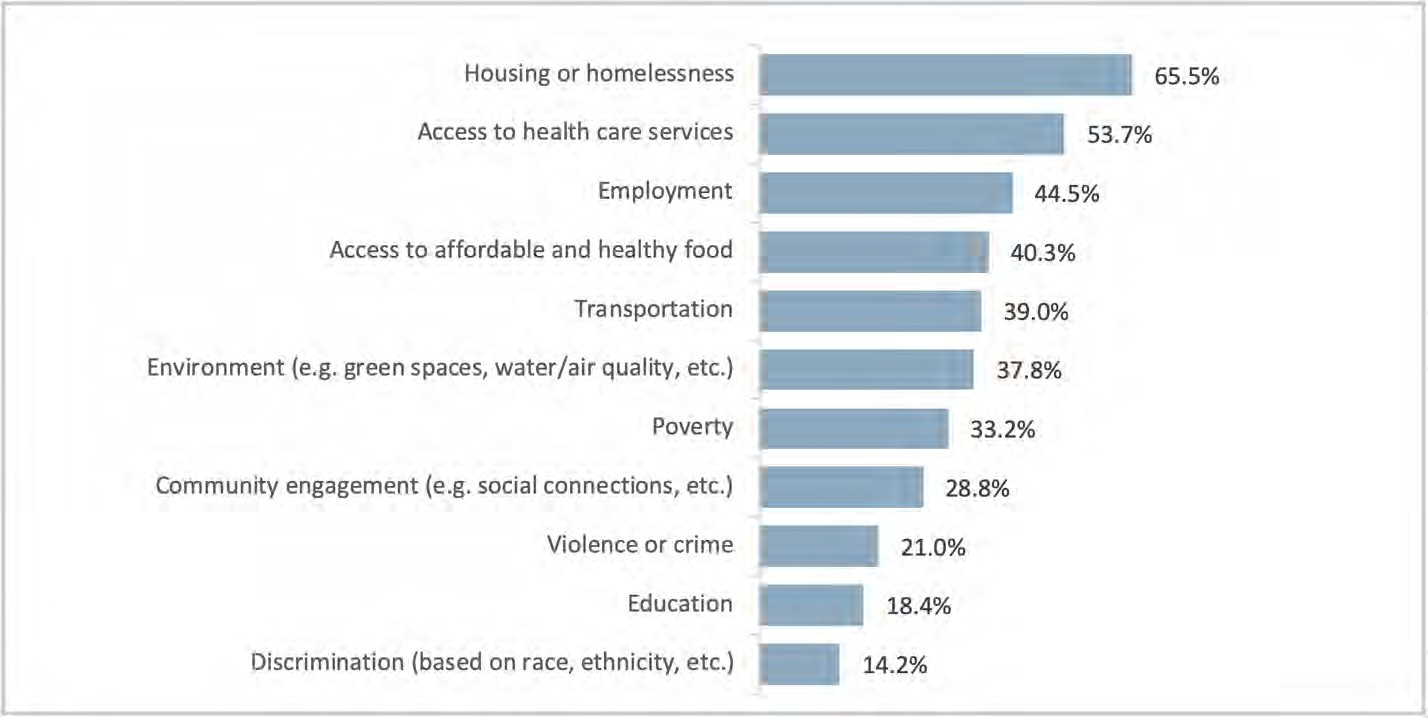 Housing or homelessness 65.5%
Access to health care services 53.7%
Employment 44.5%
Access to affordable and healthy food 40.3%
Transportation 39.0%
Environment (e.g. green spaces, water/air quality, etc.) 37.8%
Poverty 33.2%
Community engagement (e.g. social connections, etc.) 28.8%
Violence or crime 21.0%
Education 18.4%
Discrimination (based on race, ethnicity, etc.) 14.2%